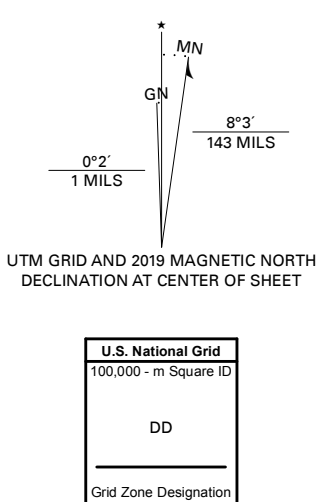 ★
MN
GN
8°3´
143 MILS
0°2´
1 MILS
UTM GRID AND 2019 MAGNETIC NORTH
DECLINATION AT CENTER OF SHEET
U.S. National Grid
100,000 - m Square ID
DD
Grid Zone Designation